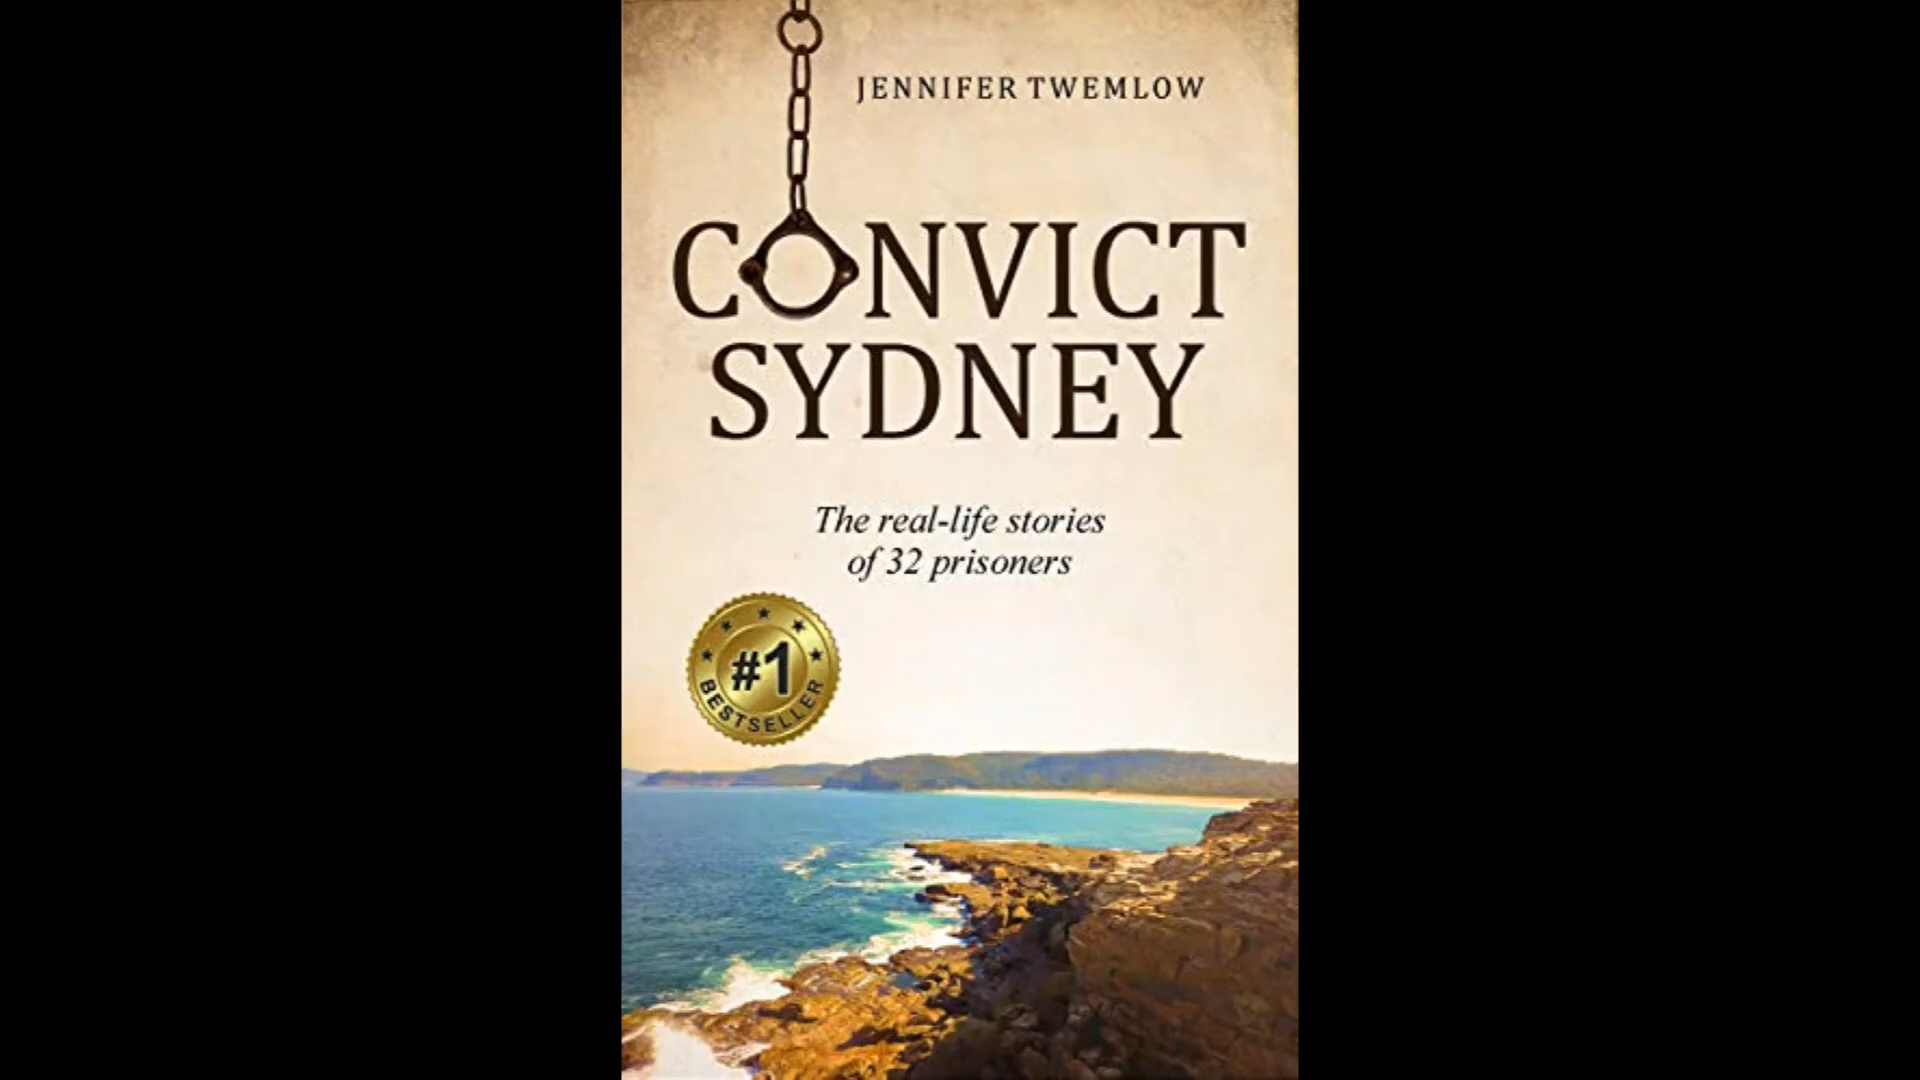 JENNIFER TWEMLOW
CONVICT
SYDNEY
The real-life stories
of 32 prisoners
#1
BESTSELLER